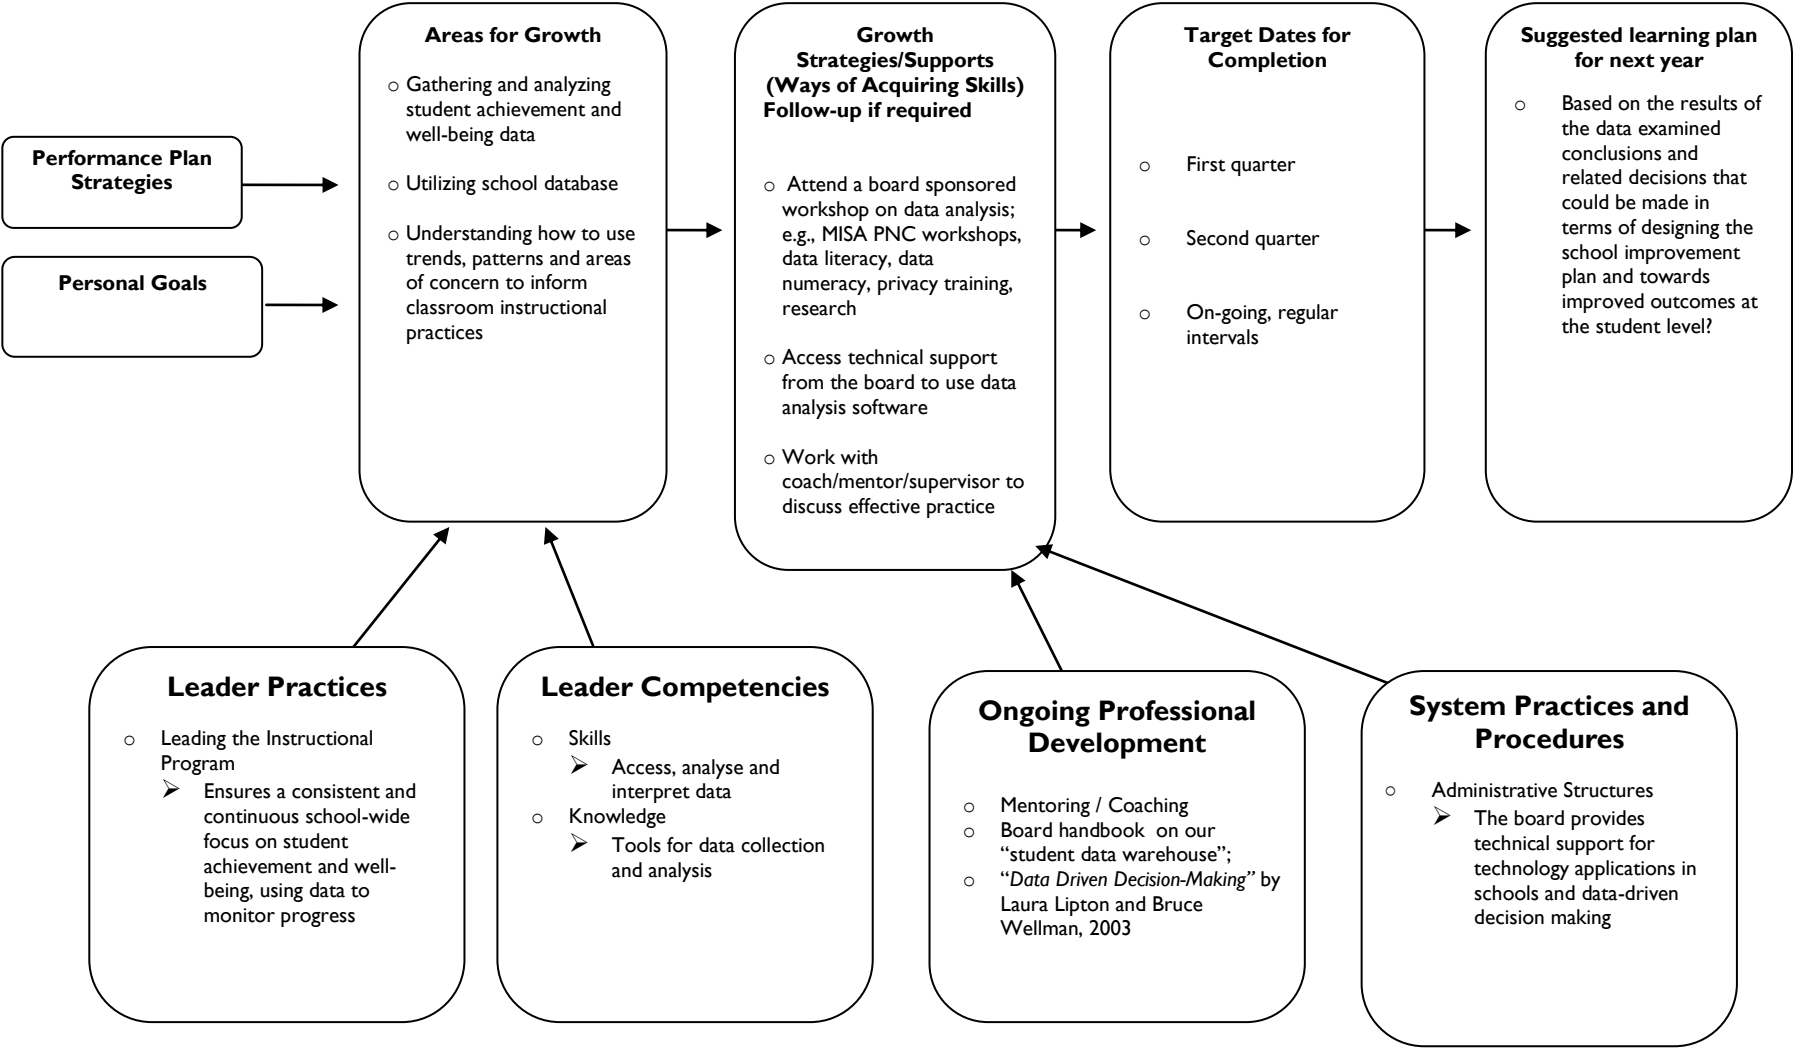 Performance Plan
Strategies
Personal Goals
Areas for Growth
o Gathering and analyzing
student achievement and
well-being data
o Utilizing school database
o Understanding how to use
trends, patterns and areas
of concern to inform
classroom instructional
practices
Growth
Strategies/Supports
(Ways of Acquiring Skills)
Follow-up if required
o Attend a board sponsored
workshop on data analysis;
e.g., MISA PNC workshops,
data literacy, data
numeracy, privacy training,
research
o Access technical support
from the board to use data
analysis software
o Work with
coach/mentor/supervisor to
discuss effective practice
Target Dates for
Completion
o First quarter
o Second quarter
o On-going, regular
intervals
Suggested learning plan
for next year
o Based on the results of
the data examined
conclusions and
related decisions that
could be made in
terms of designing the
school improvement
plan and towards
improved outcomes at
the student level?
Leader Practices
o Leading the Instructional
Program
➢ Ensures a consistent and
continuous school-wide
focus on student
achievement and well-
being, using data to
monitor progress
Leader Competencies
o Skills
➢ Access, analyse and
interpret data
o Knowledge
➢ Tools for data collection
and analysis
Ongoing Professional
Development
o Mentoring / Coaching
o Board handbook on our
“student data warehouse”;
o “Data Driven Decision-Making” by
Laura Lipton and Bruce
Wellman, 2003
System Practices and
Procedures
o Administrative Structures
➢ The board provides
technical support for
technology applications in
schools and data-driven
decision making